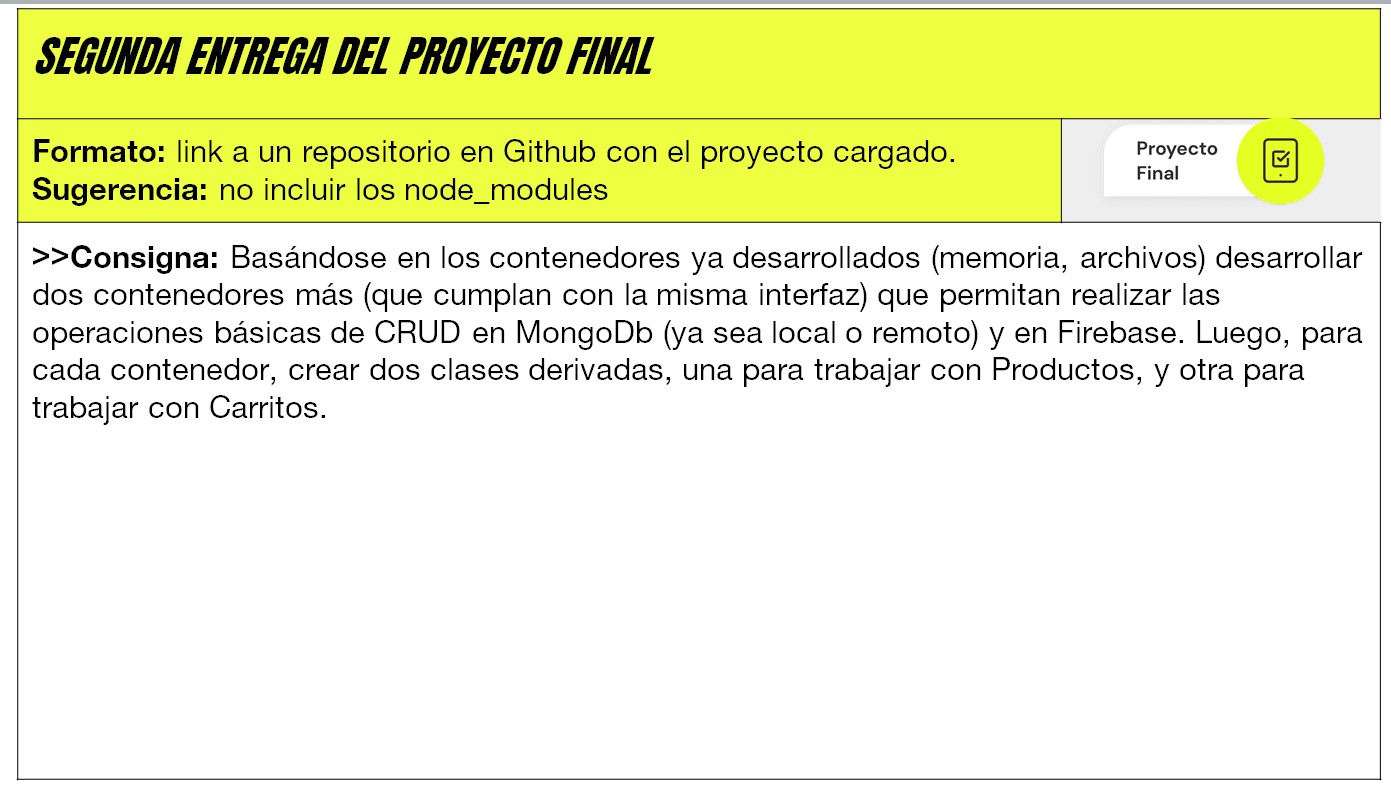 SEGUNDA ENTREGA DEL PROYECTO FINAL
Formato: link a un repositorio en Github con el proyecto cargado.
Sugerencia: no incluir los node_modules
Proyecto
Final
>>Consigna: Basándose en los contenedores ya desarrollados (memoria, archivos) desarrollar
dos contenedores más (que cumplan con la misma interfaz) que permitan realizar las
operaciones básicas de CRUD en MongoDb (ya sea local o remoto) y en Firebase. Luego, para
cada contenedor, crear dos clases derivadas, una para trabajar con Productos, y otra para
trabajar con Carritos.